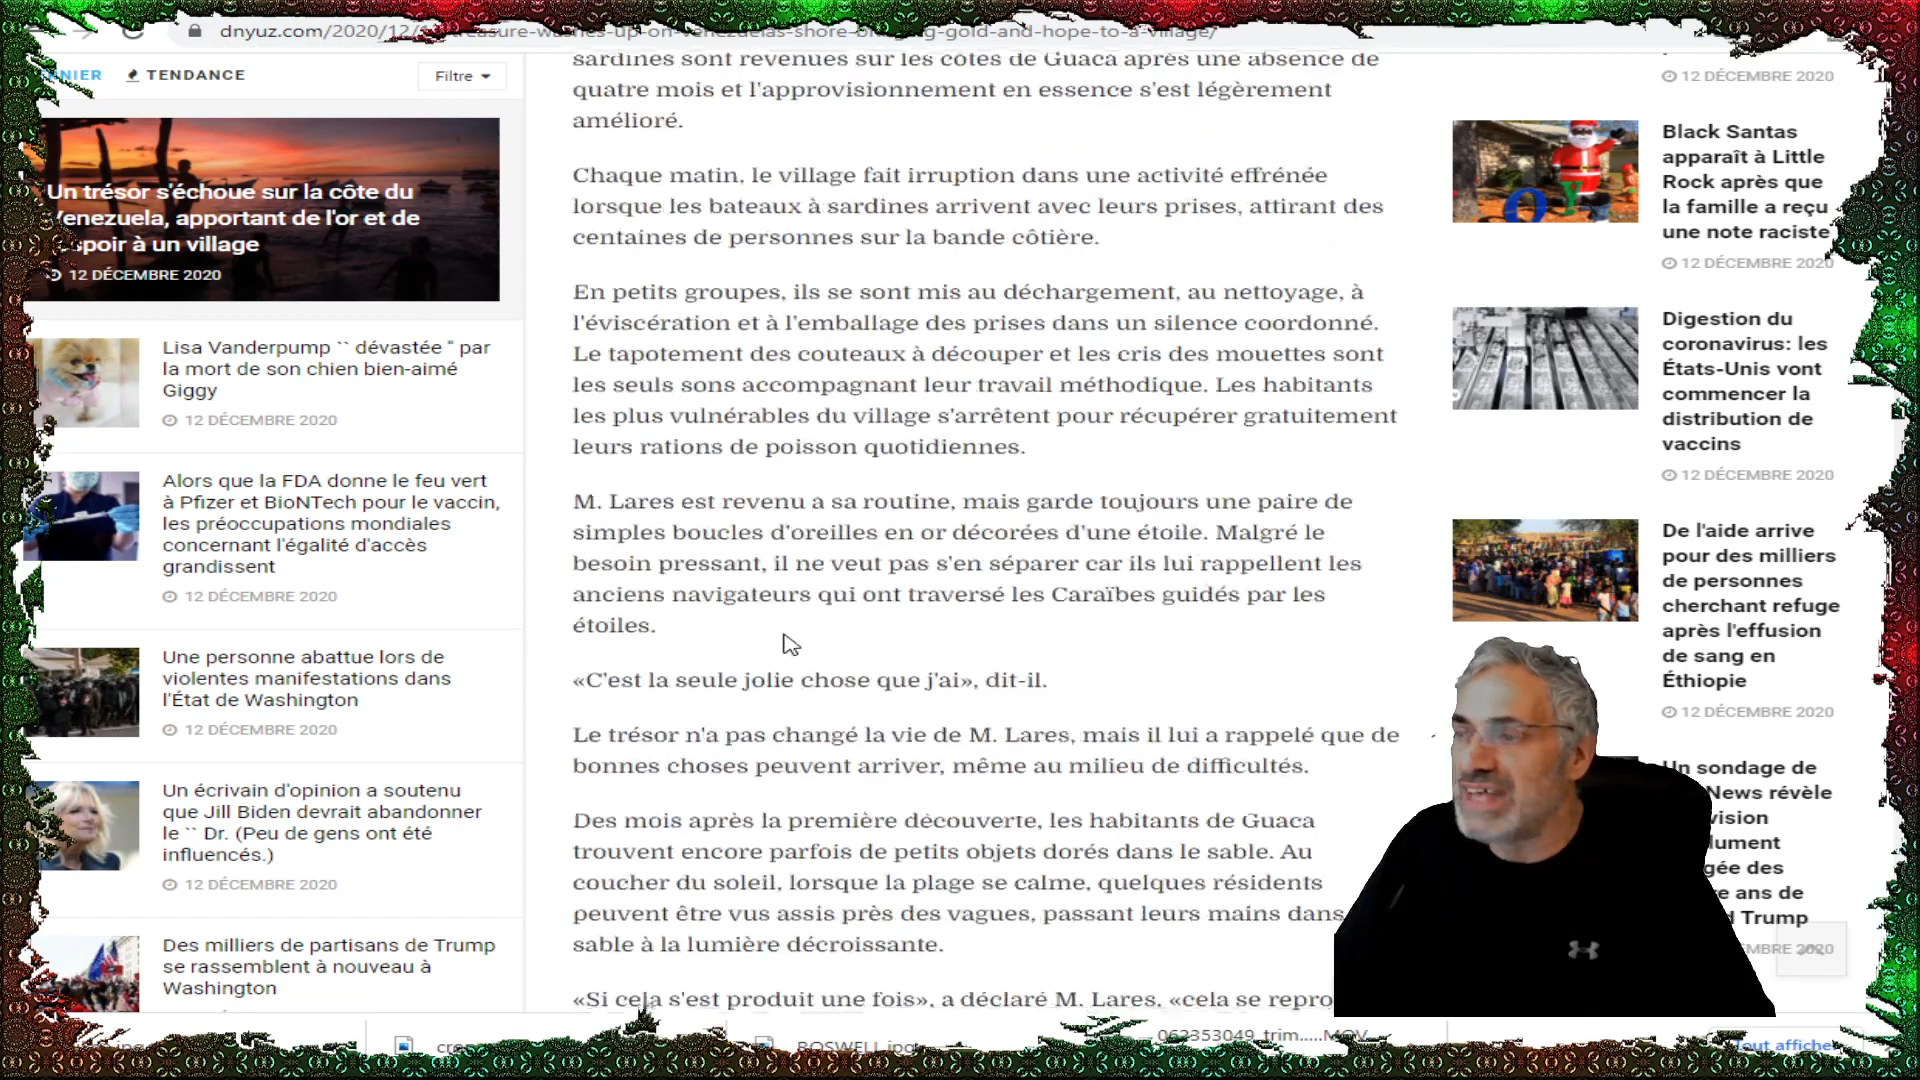 dnyuz.com/2020/12/
TENDANCE
Filtre
Un trésor s'échoue sur la côte du
Venezuela, apportant de l'or et de
espoir à un village
12 DÉCEMBRE 2020
Lisa Vanderpump `` dévastée " par
la mort de son chien bien-aimé
Giggy
12 DÉCEMBRE 2020
Alors que la FDA donne le feu vert
à Pfizer et BioNTech pour le vaccin,
les préoccupations mondiales
concernant l'égalité d'accès
grandissent
12 DÉCEMBRE 2020
Une personne abattue lors de
violentes manifestations dans
l'État de Washington
12 DÉCEMBRE 2020
Un écrivain d'opinion a soutenu
que Jill Biden devrait abandonner
le `` Dr. (Peu de gens ont été
influencés.)
12 DÉCEMBRE 2020
Des milliers de partisans de Trump
se rassemblent à nouveau à
Washington
sardines sont revenues sur les côtes de Guaca après une absence de
quatre mois et l'approvisionnement en essence s'est légèrement
amélioré.
Chaque matin, le village fait irruption dans une activité effrénée
lorsque les bateaux à sardines arrivent avec leurs prises, attirant des
centaines de personnes sur la bande côtière.
En petits groupes, ils se sont mis au déchargement, au nettoyage, à
l'éviscération et à l'emballage des prises dans un silence coordonné.
Le tapotement des couteaux à découper et les cris des mouettes sont
les seuls sons accompagnant leur travail méthodique. Les habitants
les plus vulnérables du village s'arrêtent pour récupérer gratuitement
leurs rations de poisson quotidiennes.
M. Lares est revenu à sa routine, mais garde toujours une paire de
simples boucles d'oreilles en or décorées d'une étoile. Malgré le
besoin pressant, il ne veut pas s'en séparer car ils lui rappellent les
anciens navigateurs qui ont traversé les Caraïbes guidés par les
étoiles.
«C'est la seule jolie chose que j'ai», dit-il.
Le trésor n'a pas changé la vie de M. Lares, mais il lui a rappelé que de
bonnes choses peuvent arriver, même au milieu de difficultés.
Des mois après la première découverte, les habitants de Guaca
trouvent encore parfois de petits objets dorés dans le sable. Au
coucher du soleil, lorsque la plage se calme, quelques résidents
peuvent être vus assis près des vagues, passant leurs mains dans
sable à la lumière décroissante.
«Si cela s'est produit une fois», a déclaré M. Lares, «cela se repro
12 DÉCEMBRE 2020
Black Santas
apparaît à Little
Rock après que
la famille a reçu
une note raciste
12 DÉCEMBRE 2020
Digestion du
coronavirus: les
États-Unis vont
commencer la
distribution de
vaccins
12 DÉCEMBRE 2020
De l'aide arrive
pour des milliers
de personnes
cherchant refuge
après l'effusion
de sang en
Éthiopie
12 DÉCEMBRE 2020
Un sondage de
News révèle
vision
lument
gée des
re ans de
d Trump
EMBRE 2020
BOSWELL.jpg
062353049_trim.....MOV
Tout afficher